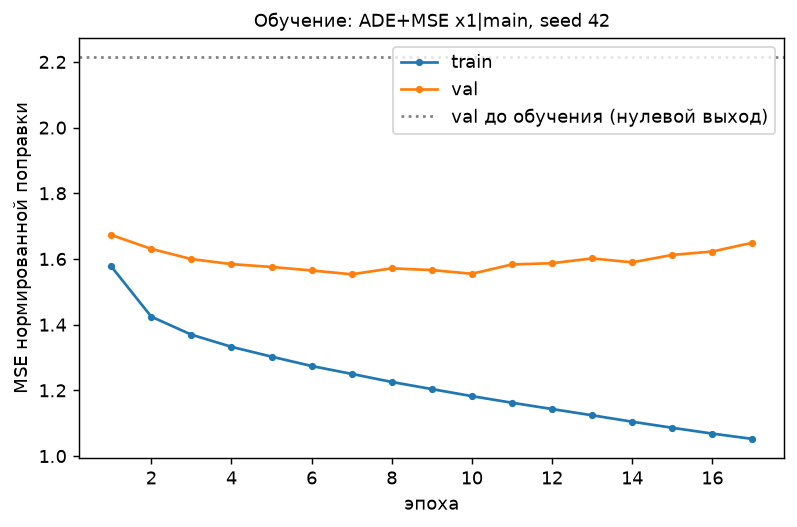 Обучение: ADE+MSE x1|main, seed 42
train
val
val до обучения (нулевой выход)
MSE нормированной поправки
2.2
2.0
1.8
1.6
1.4
1.2
1.0
2 4 6 8 10 12 14 16
эпоха